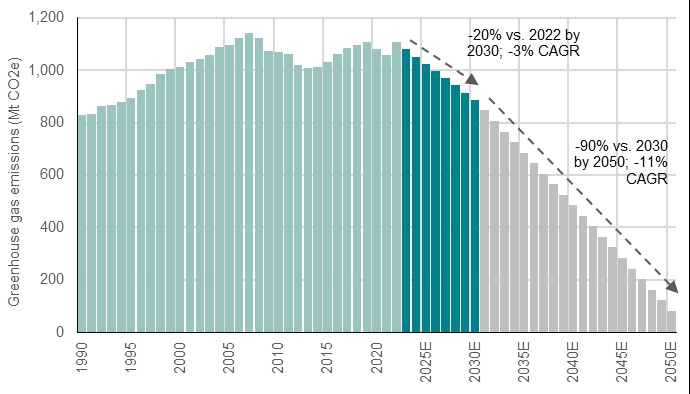 Greenhouse gas emissions (Mt CO2e)
1,200
1,000
800
600
400
200
0
-20% vs. 2022 by
2030; -3% CAGR
-90% vs. 2030
by 2050; -11%
CAGR
1990
1995
2000
2005
2010
2015
2020
2025E
2030E
2035E
2040E
2045E
2050E